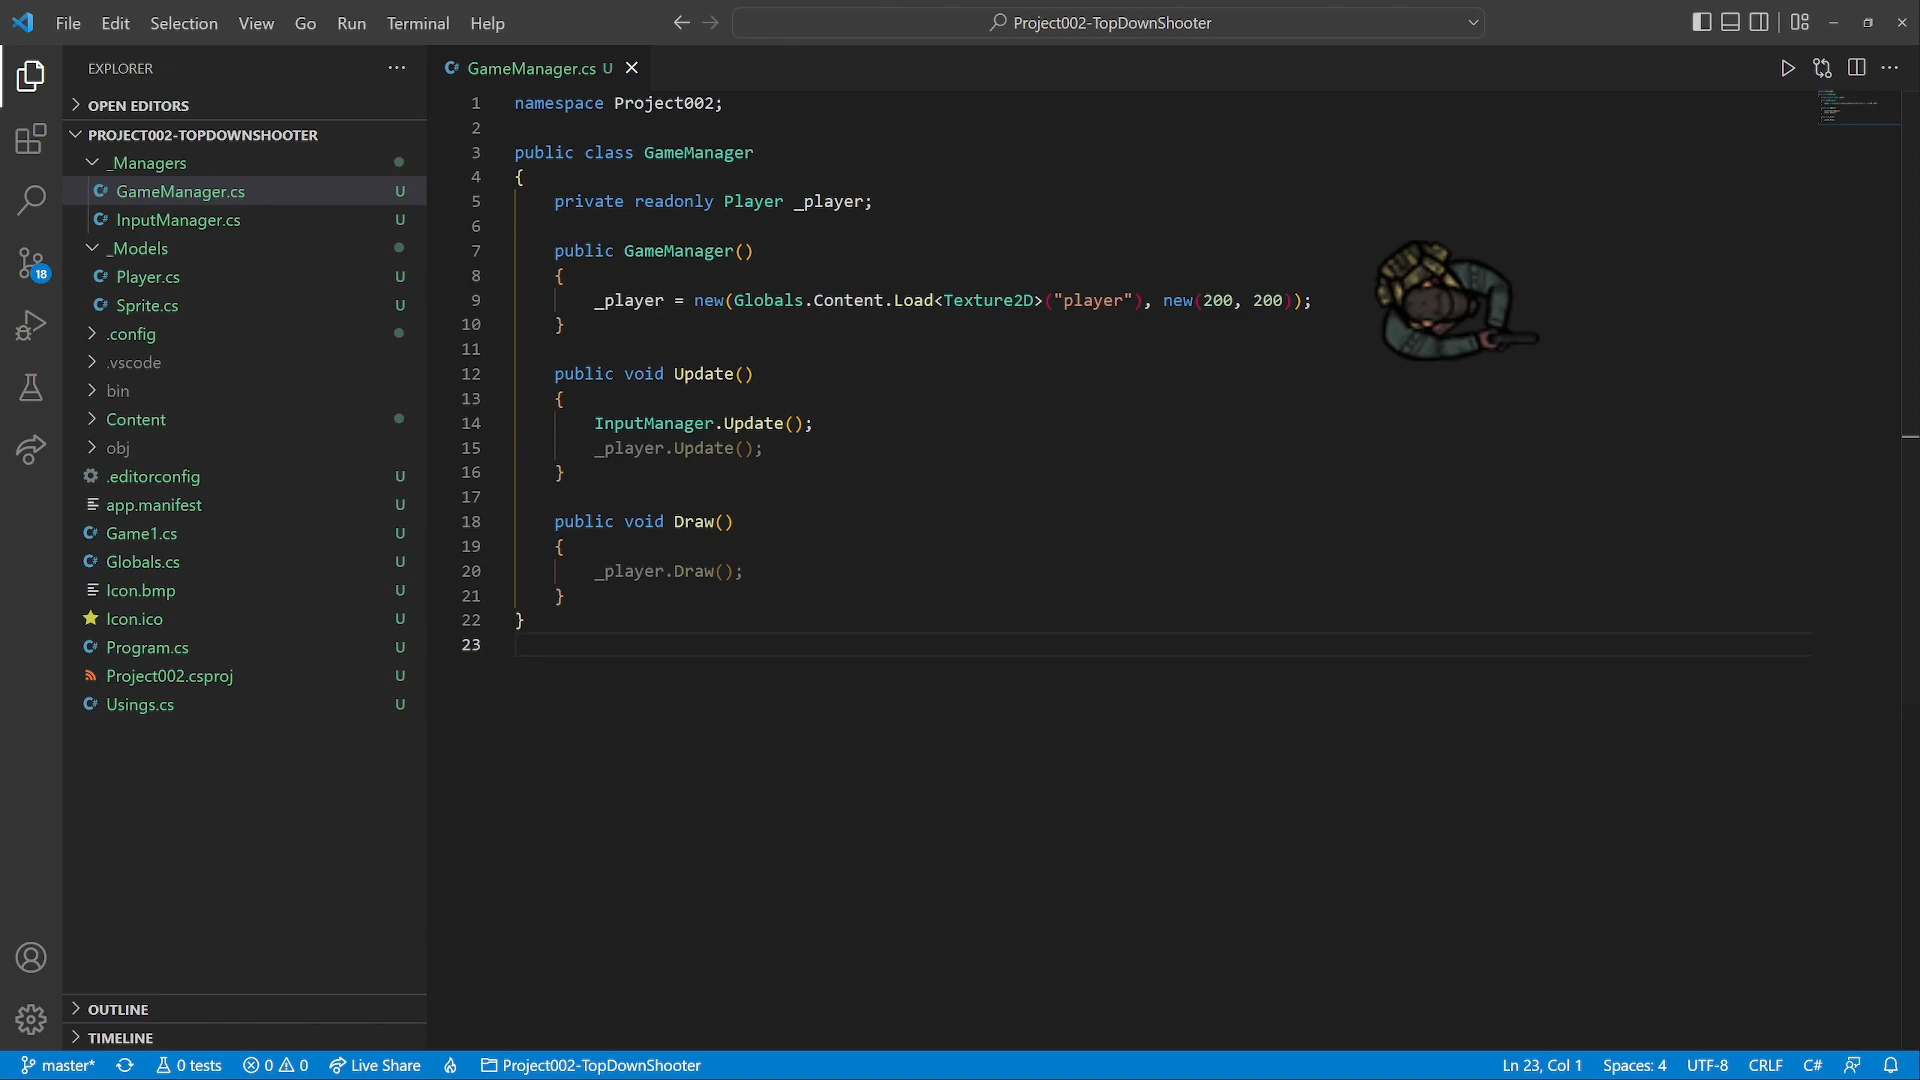 File Edit Selection View Go Run Terminal Help
Project002-TopDownShooter
EXPLORER
OPEN EDITORS
PROJECT002-TOPDOWNSHOOTER
_Managers
GameManager.cs U
InputManager.cs U
_Models
Player.cs U
Sprite.cs U
.config
.vscode
bin
Content
obj
.editorconfig U
app.manifest U
Game1.cs U
Globals.cs U
Icon.bmp U
Icon.ico U
Program.cs U
Project002.csproj U
Usings.cs U
OUTLINE
TIMELINE
18
GameManager.cs U
1 namespace Project002;
2
3 public class GameManager
4 {
5 private readonly Player _player;
6
7 public GameManager()
8 {
9 _player = new(Globals.Content.Load<Texture2D>("player"), new(200, 200));
10 }
11
12 public void Update()
13 {
14 InputManager.Update();
15 _player.Update();
16 }
17
18 public void Draw()
19 {
20 _player.Draw();
21 }
22 }
23
master* 0 tests 0 0 Live Share Project002-TopDownShooter Ln 23, Col 1 Spaces: 4 UTF-8 CRLF C#